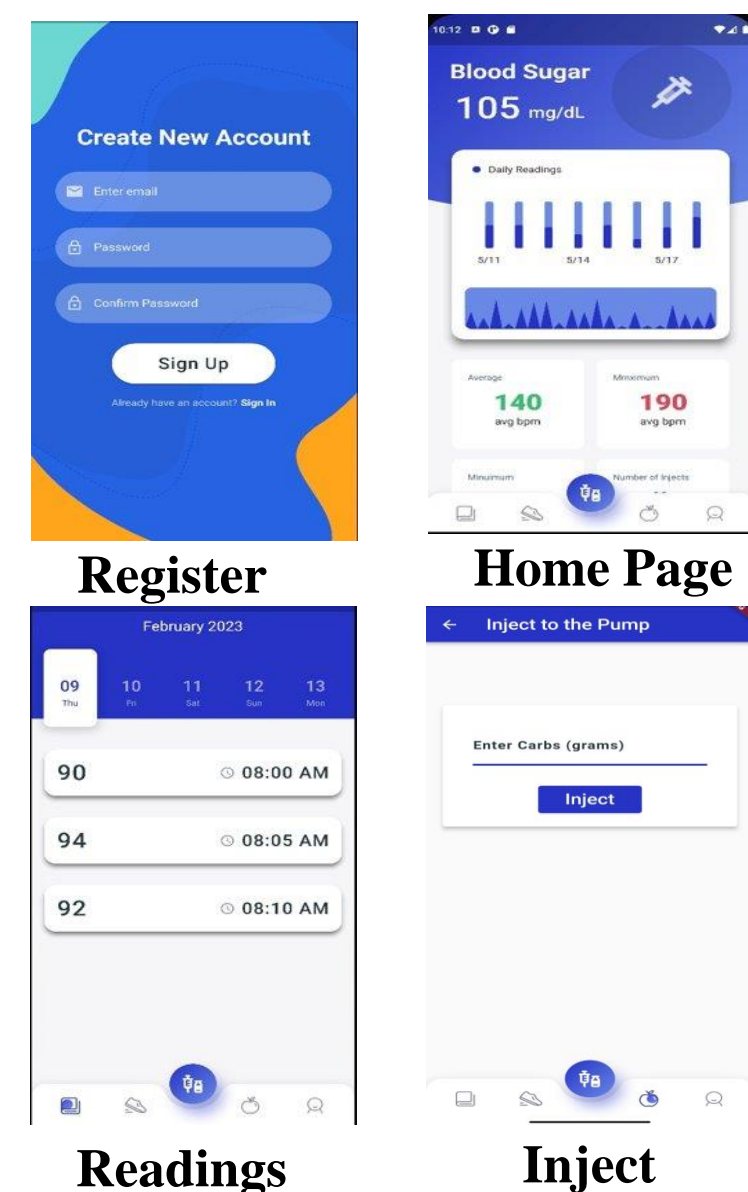 Create New Account
Enter email
Password
Confirm Password
Sign Up
Already have an account? Sign In
Register
10:12
Blood Sugar
105 mg/dL
Daily Readings
5/11 5/14 5/17
Average
140
avg bpm
Mmximum
190
avg bpm
Minuimum
Number of Injects
Home Page
February 2023
09 10 11 12 13
Thu Fri Sat Sun Mon
90 08:00 AM
94 08:05 AM
92 08:10 AM
Readings
Inject to the Pump
Enter Carbs (grams)
Inject
Inject